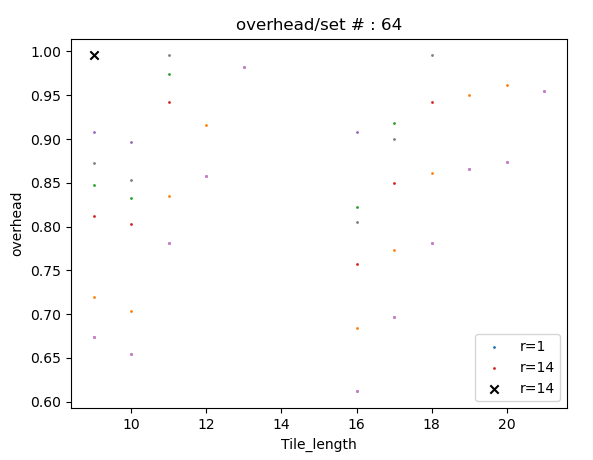 overhead/set # : 64
1.00
0.95
0.90
0.85
0.80
0.75
0.70
0.65
0.60
overhead
r=1
r=14
r=14
10 12 14 16 18 20
Tile_length